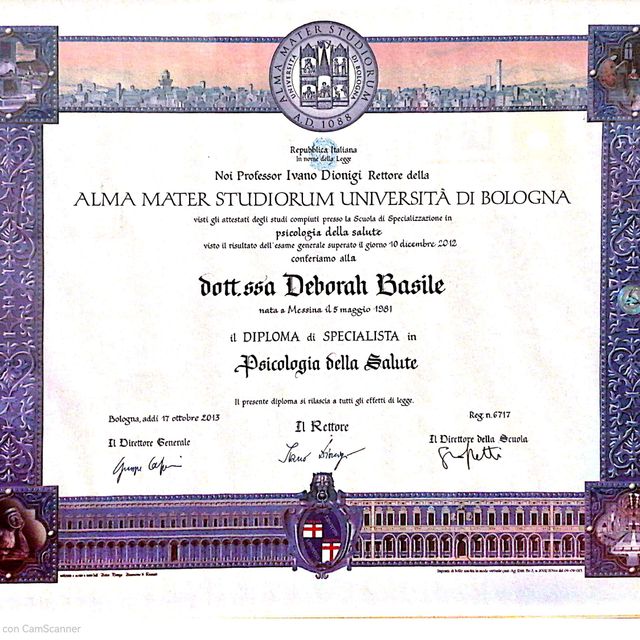 ALMA MATER STUDIORUM
UNIVERSITÀ DI BOLOGNA
A.D. 1088
Repubblica Italiana
In nome della Legge
Noi Professor Ivano Dionigi Rettore della
ALMA MATER STUDIORUM UNIVERSITÀ DI BOLOGNA
visti gli attestati degli studi compiuti presso la Scuola di Specializzazione in
psicologia della salute
visto il risultato dell'esame generale superato il giorno 10 dicembre 2012
conferiamo alla
dott.ssa Deborah Basile
nata a Messina il 5 maggio 1981
il DIPLOMA di SPECIALISTA in
Psicologia della Salute
Il presente diploma si rilascia a tutti gli effetti di legge.
Bologna, addì 17 ottobre 2013
Reg. n. 6717
Il Direttore Generale
Il Rettore
Il Direttore della Scuola
Ivano Dionigi
con CamScanner